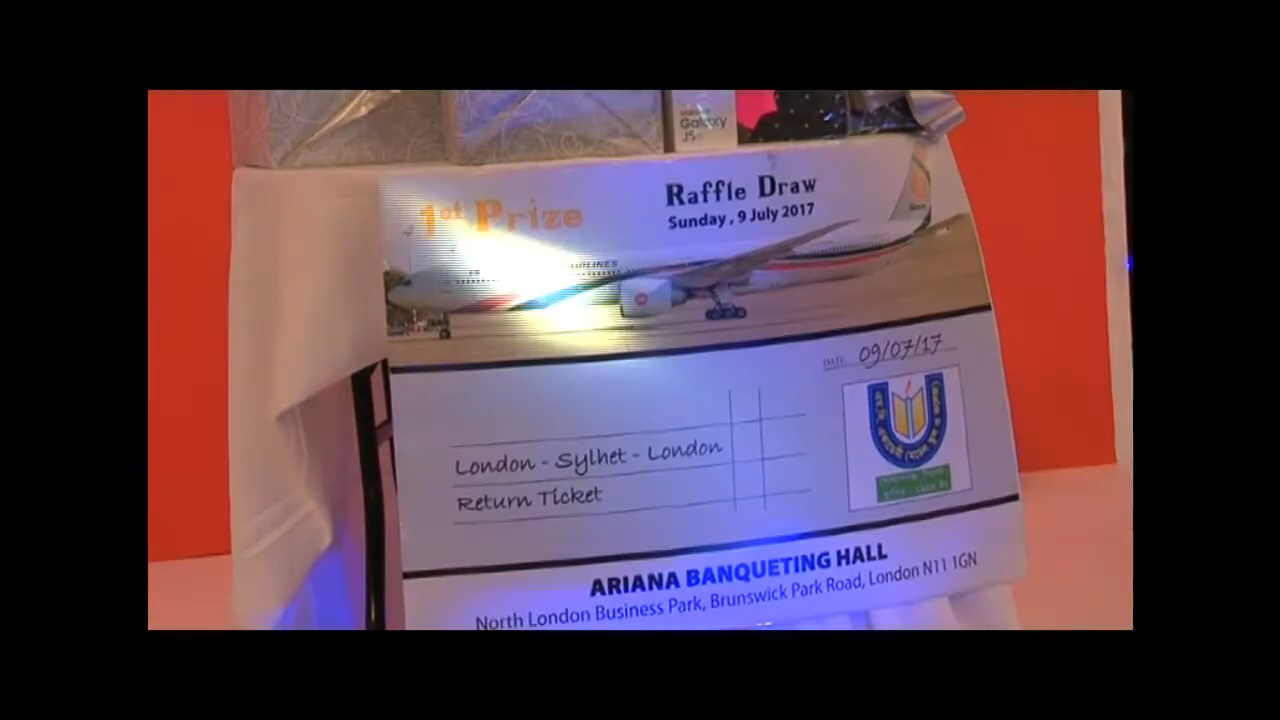 Galaxy
J5
1st Prize
Raffle Draw
Sunday, 9 July 2017
DATE 09/07/17
London - Sylhet - London
Return Ticket
ARIANA BANQUETING HALL
North London Business Park, Brunswick Park Road, London N11 1GN